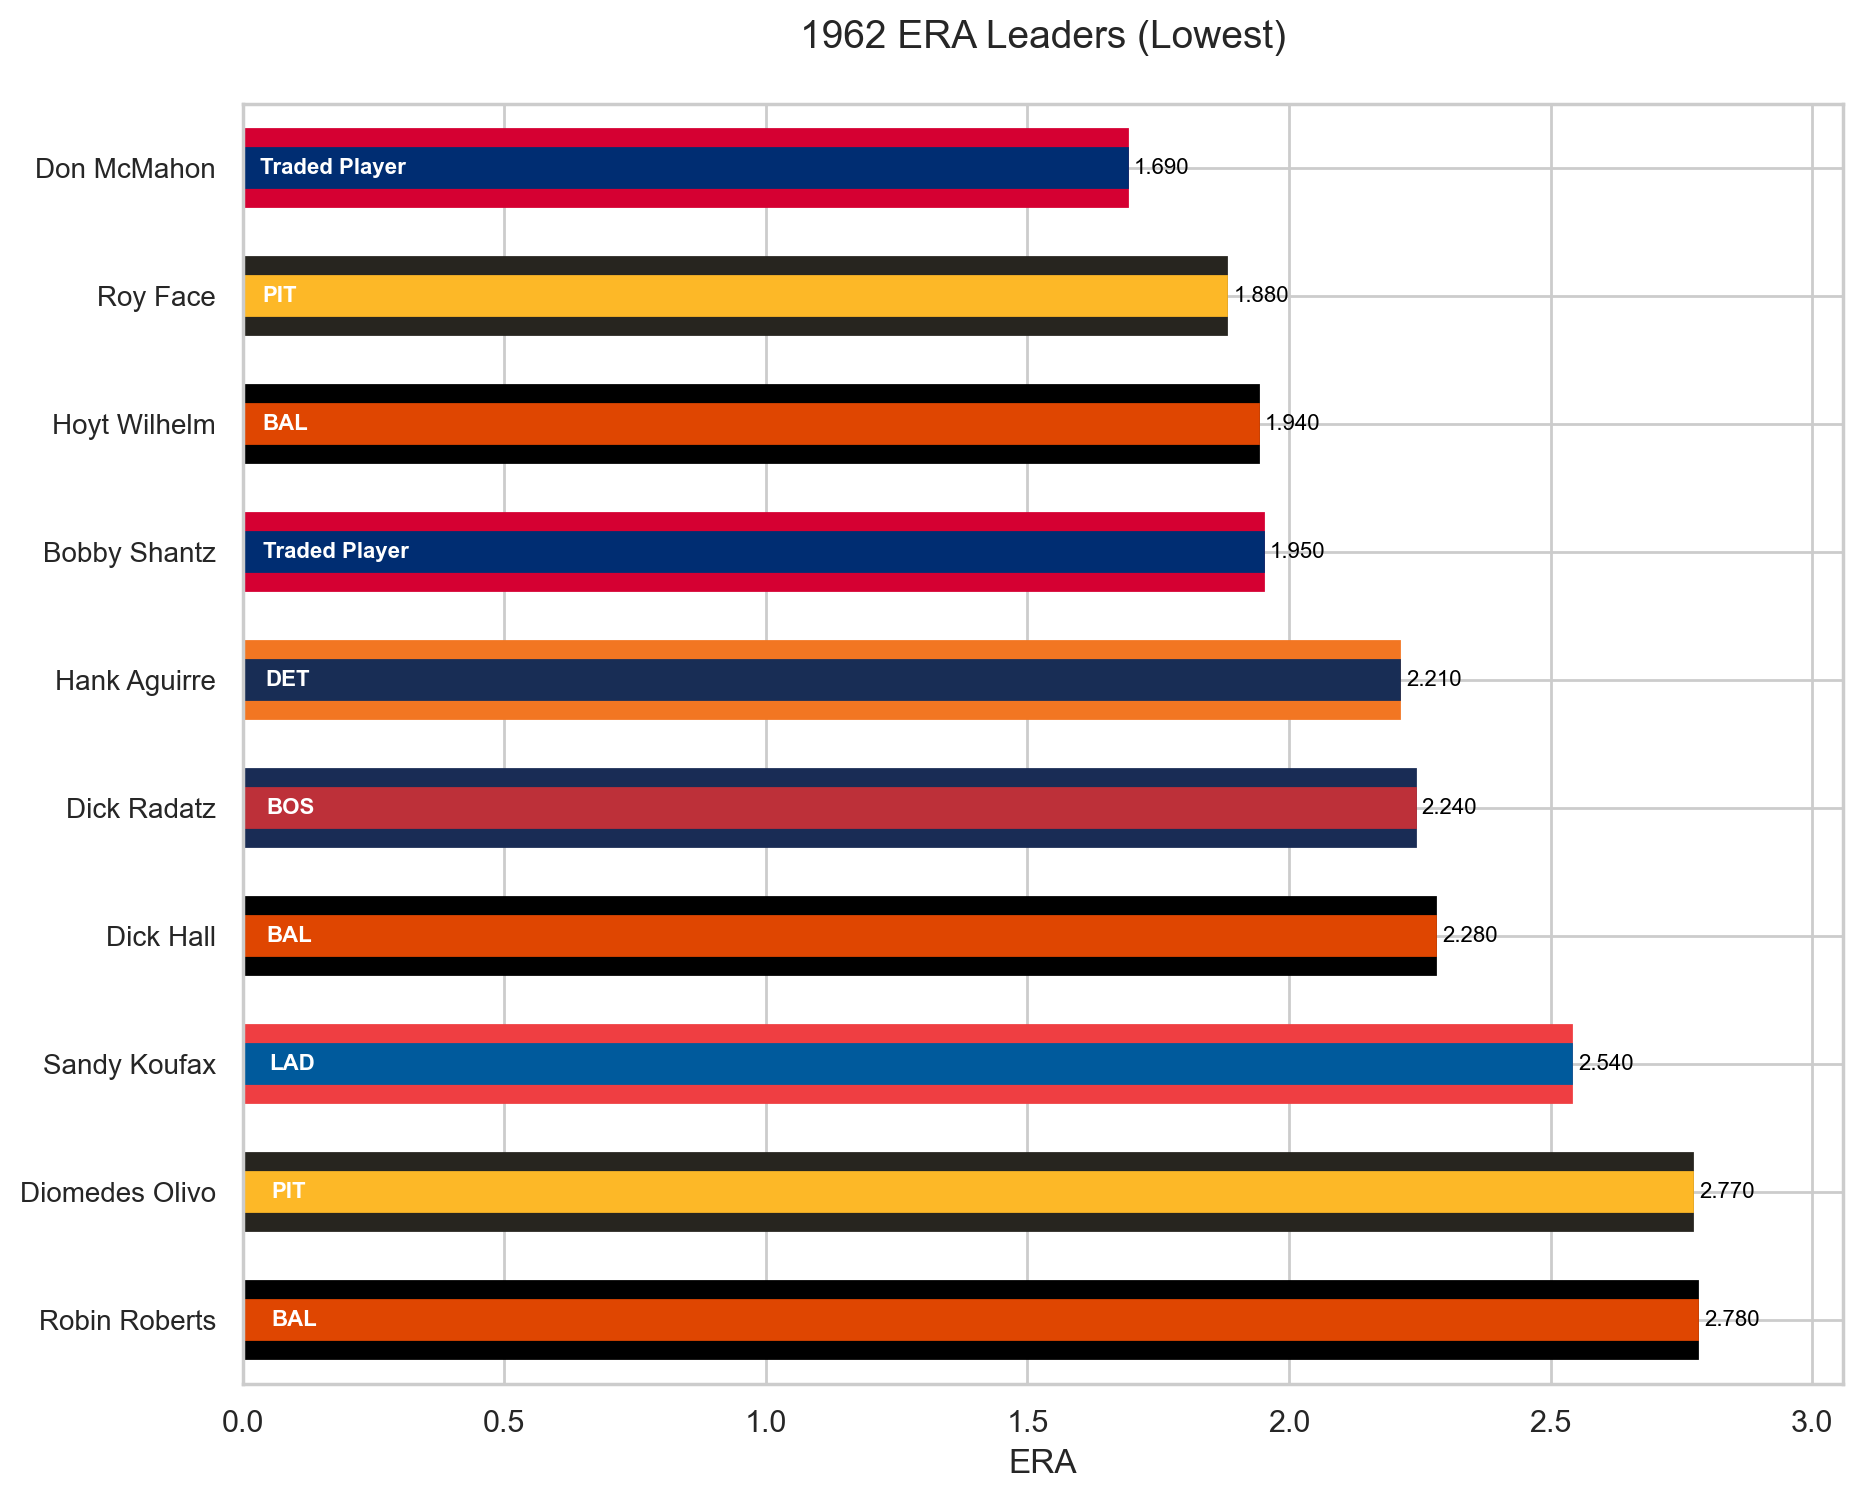 1962 ERA Leaders (Lowest)
Don McMahon Traded Player 1.690
Roy Face PIT 1.880
Hoyt Wilhelm BAL 1.940
Bobby Shantz Traded Player 1.950
Hank Aguirre DET 2.210
Dick Radatz BOS 2.240
Dick Hall BAL 2.280
Sandy Koufax LAD 2.540
Diomedes Olivo PIT 2.770
Robin Roberts BAL 2.780
0.0 0.5 1.0 1.5 2.0 2.5 3.0
ERA